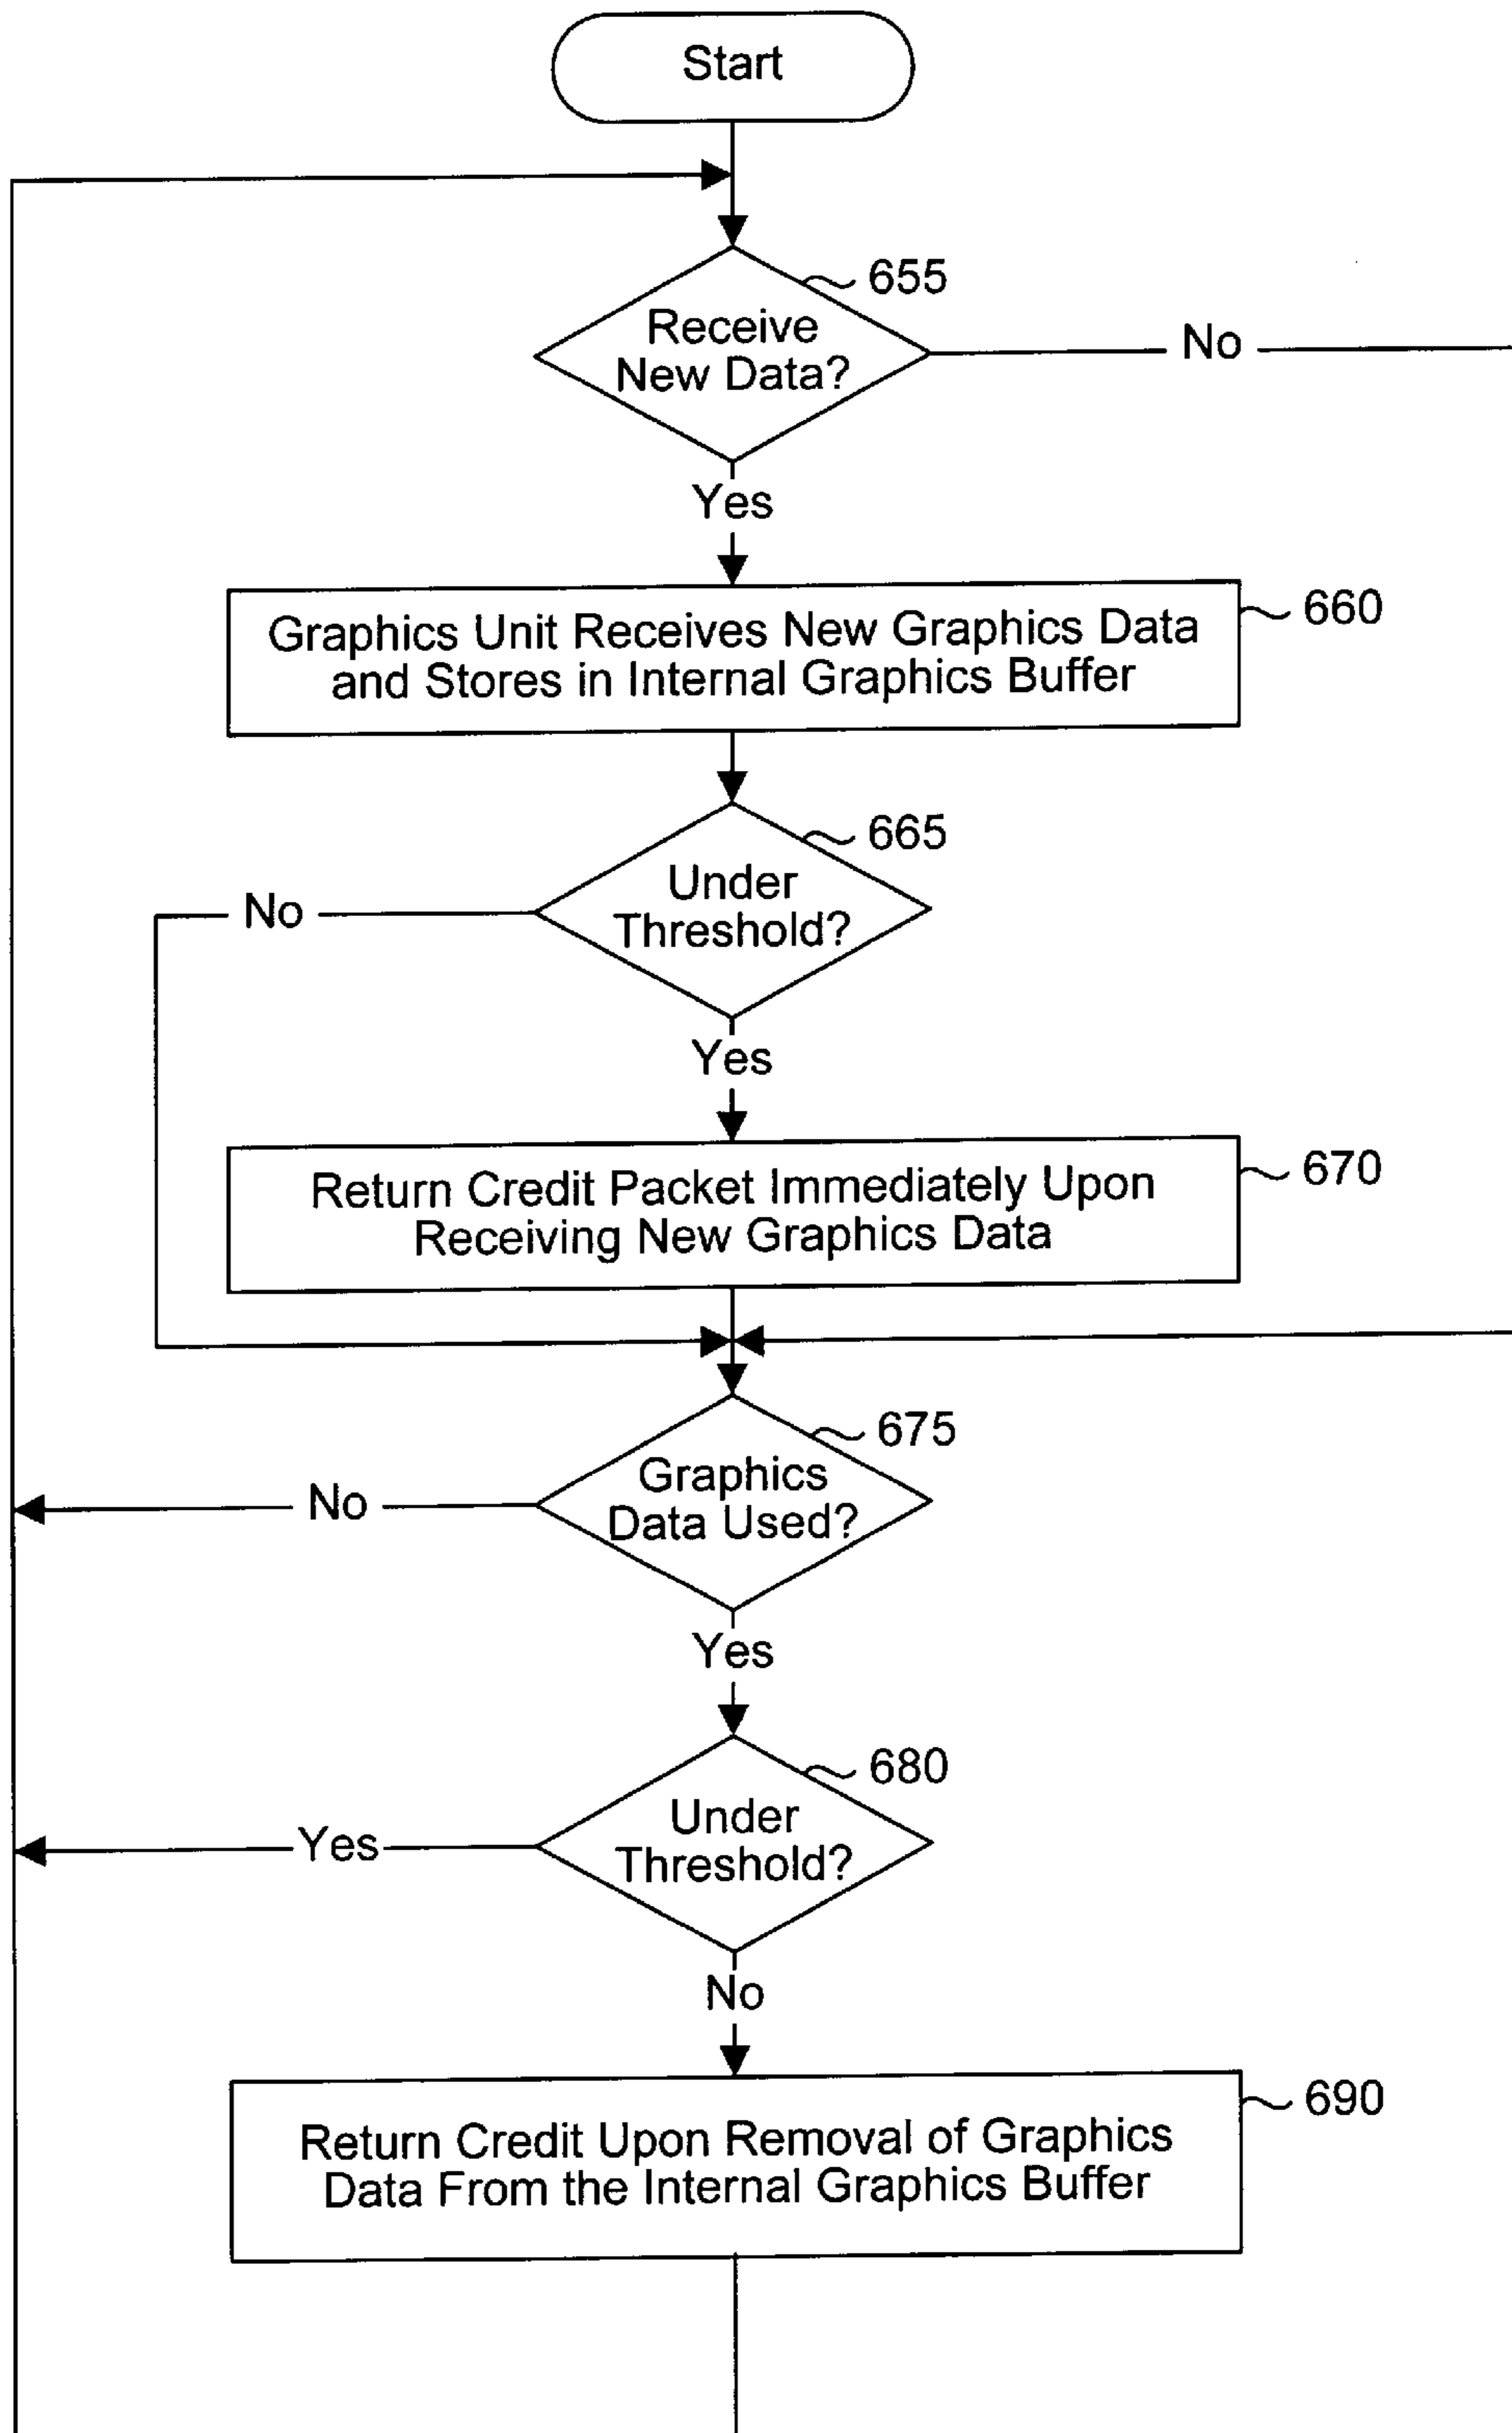 Start
655
Receive
New Data?
No
Yes
660
Graphics Unit Receives New Graphics Data
and Stores in Internal Graphics Buffer
665
Under
Threshold?
No
Yes
670
Return Credit Packet Immediately Upon
Receiving New Graphics Data
675
Graphics
Data Used?
No
Yes
680
Under
Threshold?
Yes
No
690
Return Credit Upon Removal of Graphics
Data From the Internal Graphics Buffer